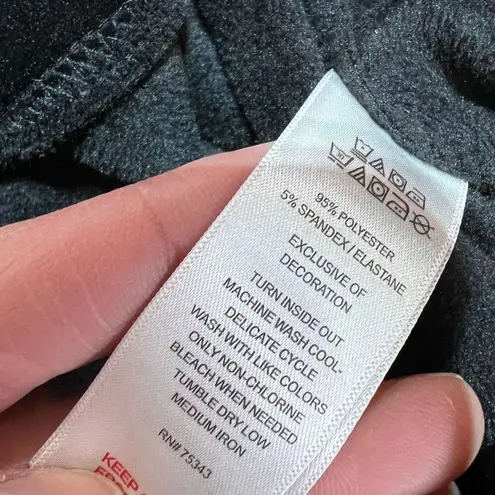 95% POLYESTER
5% SPANDEX / ELASTANE
EXCLUSIVE OF
DECORATION
TURN INSIDE OUT
MACHINE WASH COOL-
DELICATE CYCLE
WASH WITH LIKE COLORS
ONLY NON-CHLORINE
BLEACH WHEN NEEDED
TUMBLE DRY LOW
MEDIUM IRON
RN# 75343
KEEP